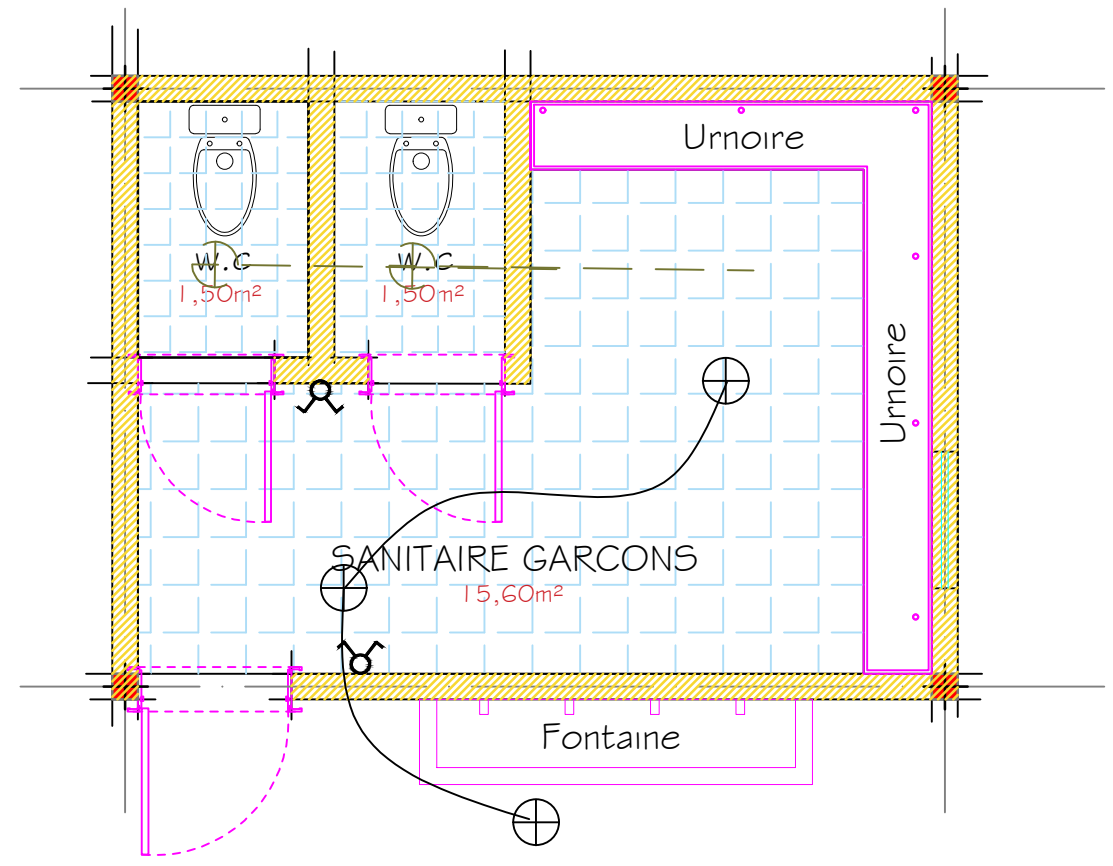 Urnoire
W.C
1,50m²
W.C
1,50m²
Urnoire
SANITAIRE GARCONS
15,60m²
Fontaine